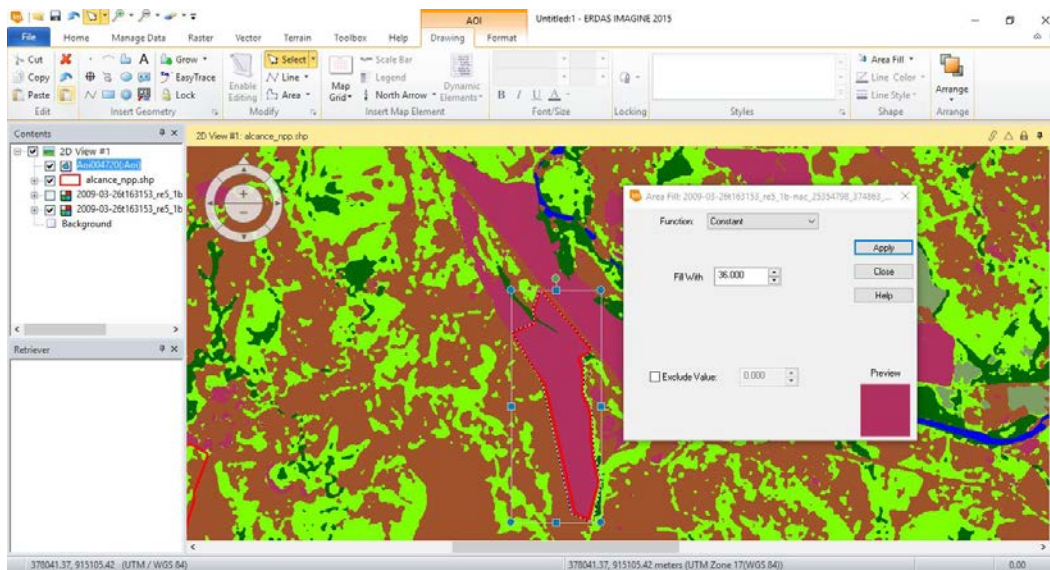 AOI
Untitled:1 - ERDAS IMAGINE 2015
File Home Manage Data Raster Vector Terrain Toolbox Help Drawing Format
Cut
Copy
Paste
Edit
A
Grow
EasyTrace
Lock
Insert Geometry
Enable Editing
Select
Line
Area
Modify
Map Grid
Scale Bar
Legend
North Arrow
Dynamic Elements
Insert Map Element
B I U A
Font/Size
Locking
Styles
Area Fill
Line Color
Line Style
Shape
Arrange
Arrange
Contents
2D View #1
Aoi004720(:Aoi)
alcance_npp.shp
2009-03-26t163153_re5_1b
2009-03-26t163153_re5_1b
Background
Retriever
2D View #1: alcance_npp.shp
Area Fill: 2009-03-26t163153_re5_1b-nac_25354798_374863_...
Function: Constant
Apply
Fill With 36.000
Close
Help
Exclude Value: 0.000
Preview
378041.37, 915105.42 (UTM / WGS 84)
378041.37, 915105.42 meters (UTM Zone 17(WGS 84))
0.00